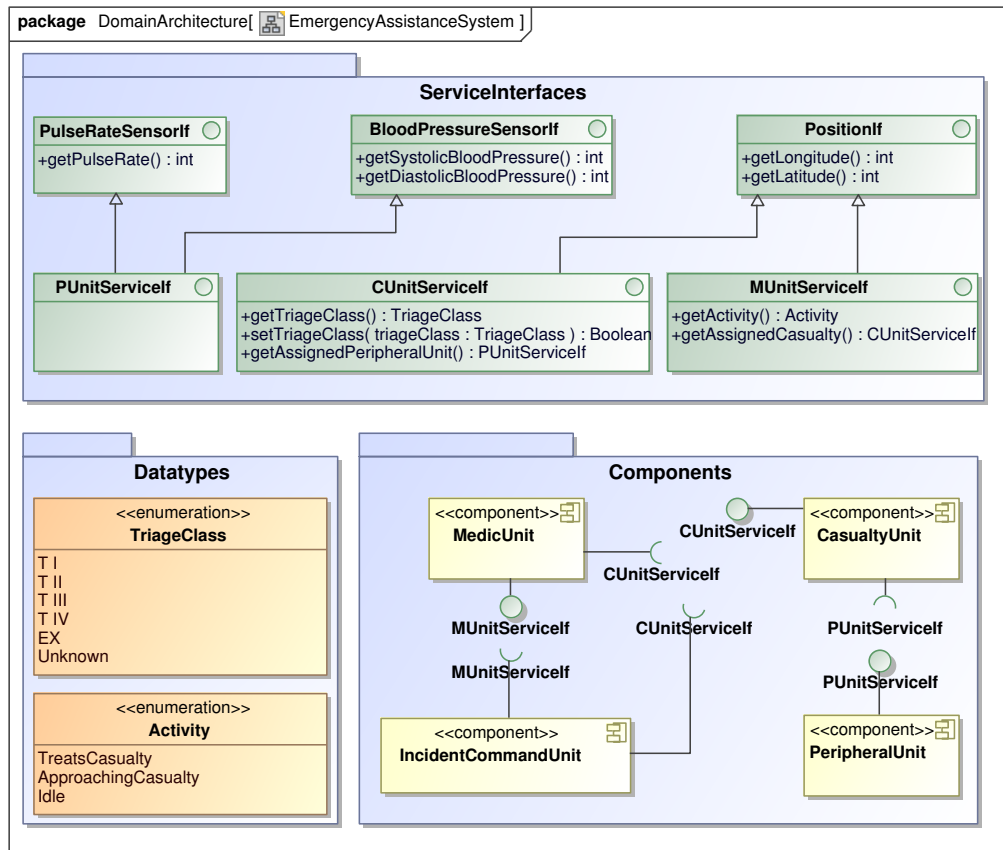 package DomainArchitecture[ EmergencyAssistanceSystem ]
ServiceInterfaces
PulseRateSensorIf
+getPulseRate() : int
BloodPressureSensorIf
+getSystolicBloodPressure() : int
+getDiastolicBloodPressure() : int
PositionIf
+getLongitude() : int
+getLatitude() : int
PUnitServiceIf
CUnitServiceIf
+getTriageClass() : TriageClass
+setTriageClass( triageClass : TriageClass ) : Boolean
+getAssignedPeripheralUnit() : PUnitServiceIf
MUnitServiceIf
+getActivity() : Activity
+getAssignedCasualty() : CUnitServiceIf
Datatypes
<<enumeration>>
TriageClass
T I
T II
T III
T IV
EX
Unknown
<<enumeration>>
Activity
TreatsCasualty
ApproachingCasualty
Idle
Components
<<component>>
MedicUnit
CUnitServiceIf
<<component>>
CasualtyUnit
CUnitServiceIf
MUnitServiceIf
CUnitServiceIf
PUnitServiceIf
MUnitServiceIf
PUnitServiceIf
<<component>>
IncidentCommandUnit
<<component>>
PeripheralUnit